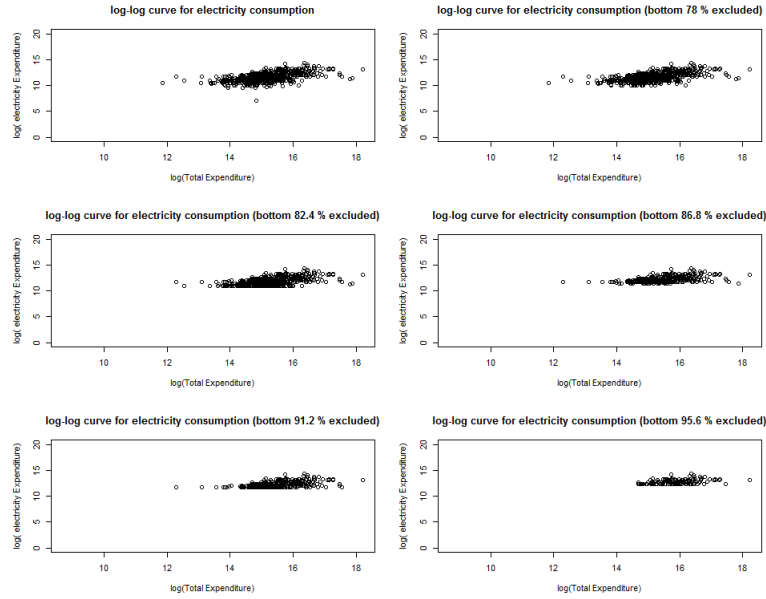 log-log curve for electricity consumption
log( electricity Expenditure)
20
15
10
5
0
10 12 14 16 18
log(Total Expenditure)
log-log curve for electricity consumption (bottom 78 % excluded)
log( electricity Expenditure)
20
15
10
5
0
10 12 14 16 18
log(Total Expenditure)
log-log curve for electricity consumption (bottom 82.4 % excluded)
log( electricity Expenditure)
20
15
10
5
0
10 12 14 16 18
log(Total Expenditure)
log-log curve for electricity consumption (bottom 86.8 % excluded)
log( electricity Expenditure)
20
15
10
5
0
10 12 14 16 18
log(Total Expenditure)
log-log curve for electricity consumption (bottom 91.2 % excluded)
log( electricity Expenditure)
20
15
10
5
0
10 12 14 16 18
log(Total Expenditure)
log-log curve for electricity consumption (bottom 95.6 % excluded)
log( electricity Expenditure)
20
15
10
5
0
10 12 14 16 18
log(Total Expenditure)